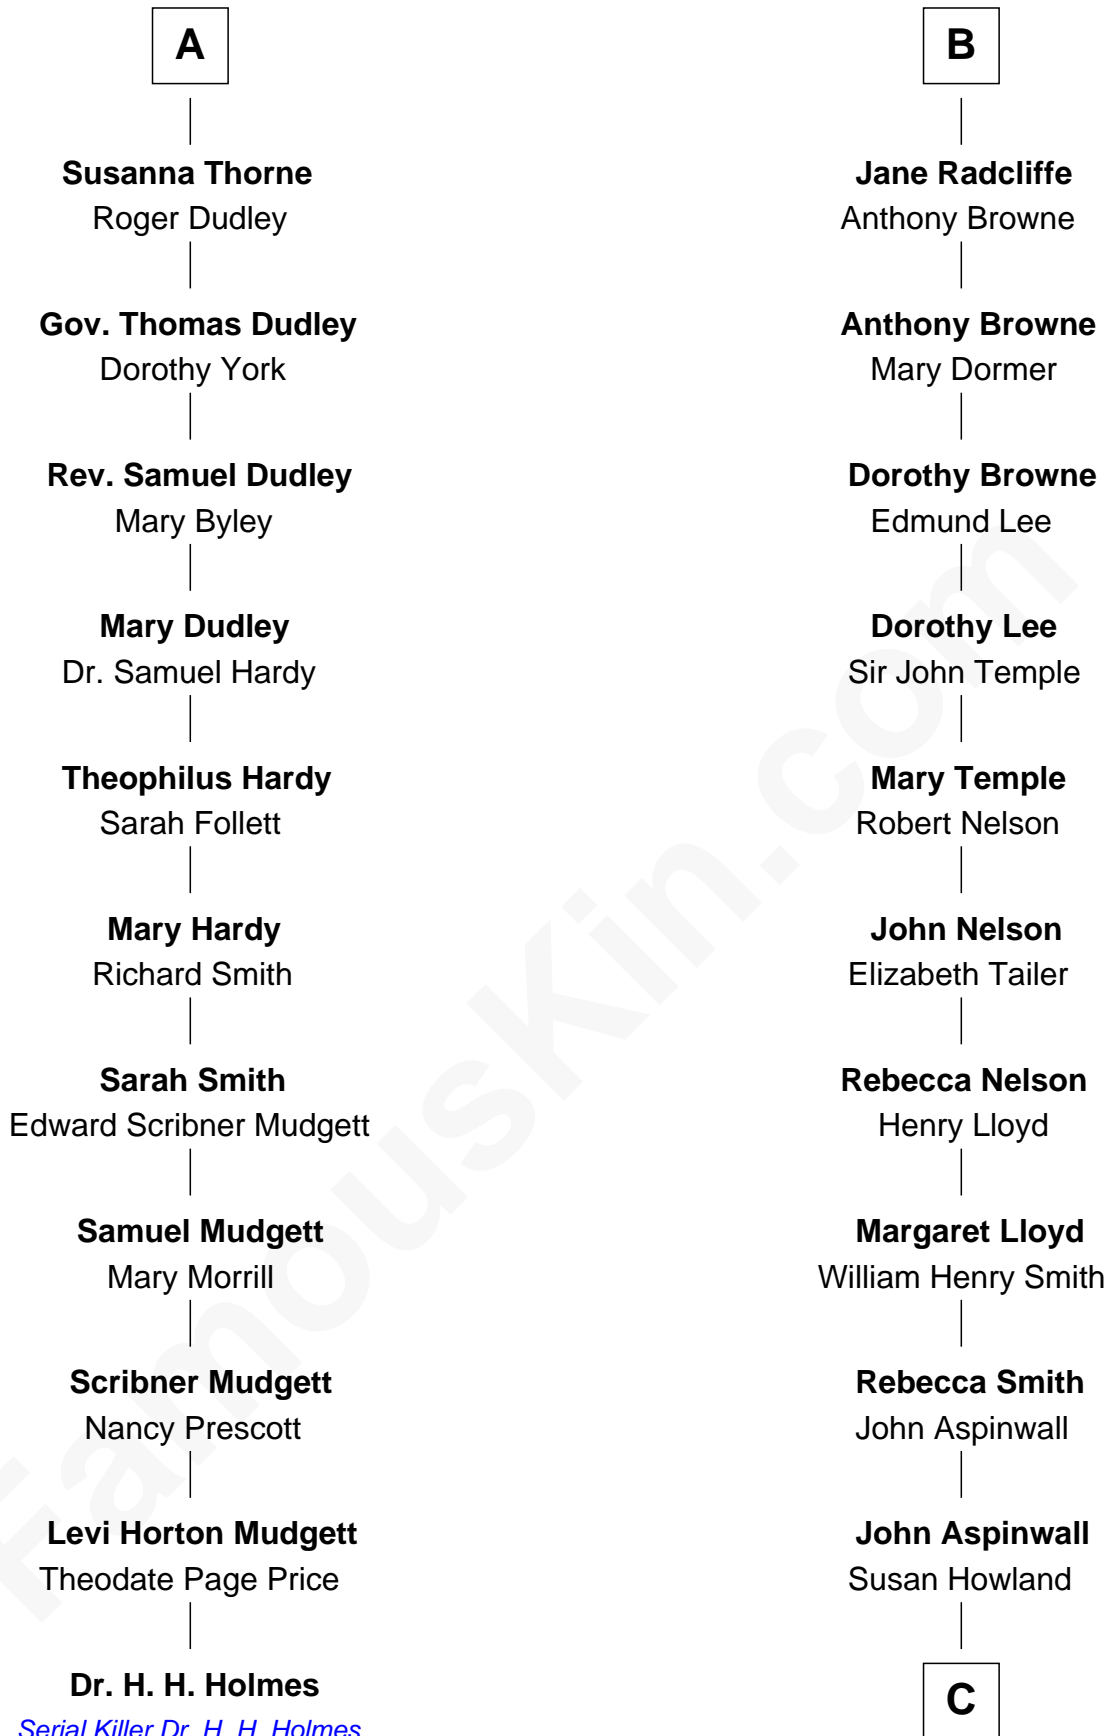 A
Susanna Thorne
Roger Dudley
Gov. Thomas Dudley
Dorothy York
Rev. Samuel Dudley
Mary Byley
Mary Dudley
Dr. Samuel Hardy
Theophilus Hardy
Sarah Follett
Mary Hardy
Richard Smith
Sarah Smith
Edward Scribner Mudgett
Samuel Mudgett
Mary Morrill
Scribner Mudgett
Nancy Prescott
Levi Horton Mudgett
Theodate Page Price
Dr. H. H. Holmes
Serial Killer Dr. H. H. Holmes
B
Jane Radcliffe
Anthony Browne
Anthony Browne
Mary Dormer
Dorothy Browne
Edmund Lee
Dorothy Lee
Sir John Temple
Mary Temple
Robert Nelson
John Nelson
Elizabeth Tailer
Rebecca Nelson
Henry Lloyd
Margaret Lloyd
William Henry Smith
Rebecca Smith
John Aspinwall
John Aspinwall
Susan Howland
C
FamousKin.com